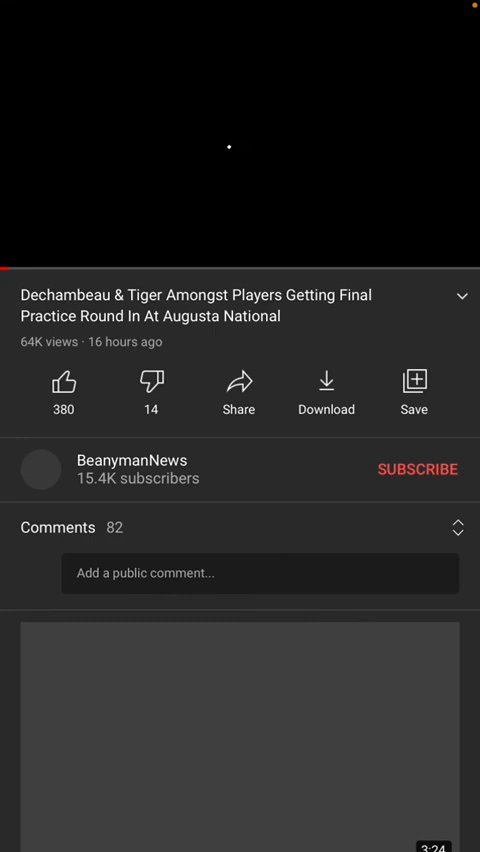 Dechambeau & Tiger Amongst Players Getting Final
Practice Round In At Augusta National
64K views · 16 hours ago
380
14
Share
Download
Save
BeanymanNews
15.4K subscribers
SUBSCRIBE
Comments 82
Add a public comment...
3:24